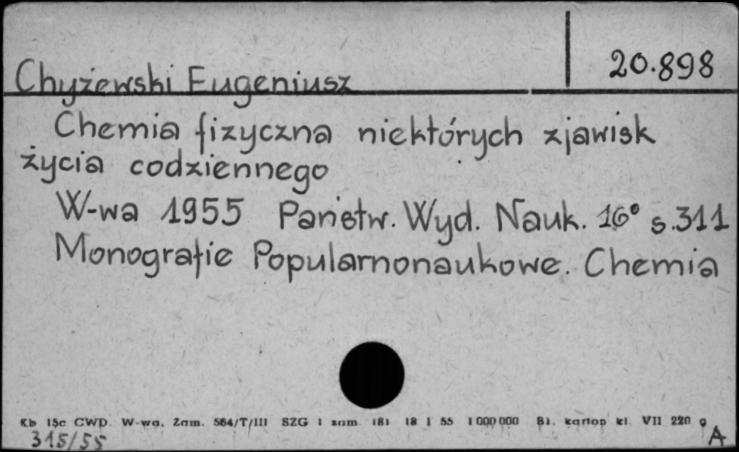 20.898
Chyżewski Eugeniusz
Chemia fizyczna niektórych zjawisk
życia codziennego
W-wa 1955 Państw. Wyd. Nauk. 16° s.311
Monografie Popularnonaukowe. Chemia
Kb 15c CWD. W-wa. Zam. 564/T/III SZG 1 zam. 181 18 1 55 1 000 000 Bl. kartop kl. VII 220 g
315/55
A